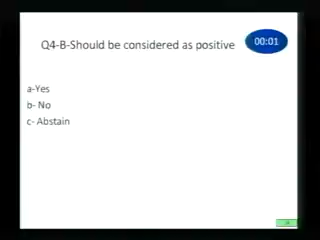 Q4-B-Should be considered as positive
00:01
a-Yes
b- No
c- Abstain